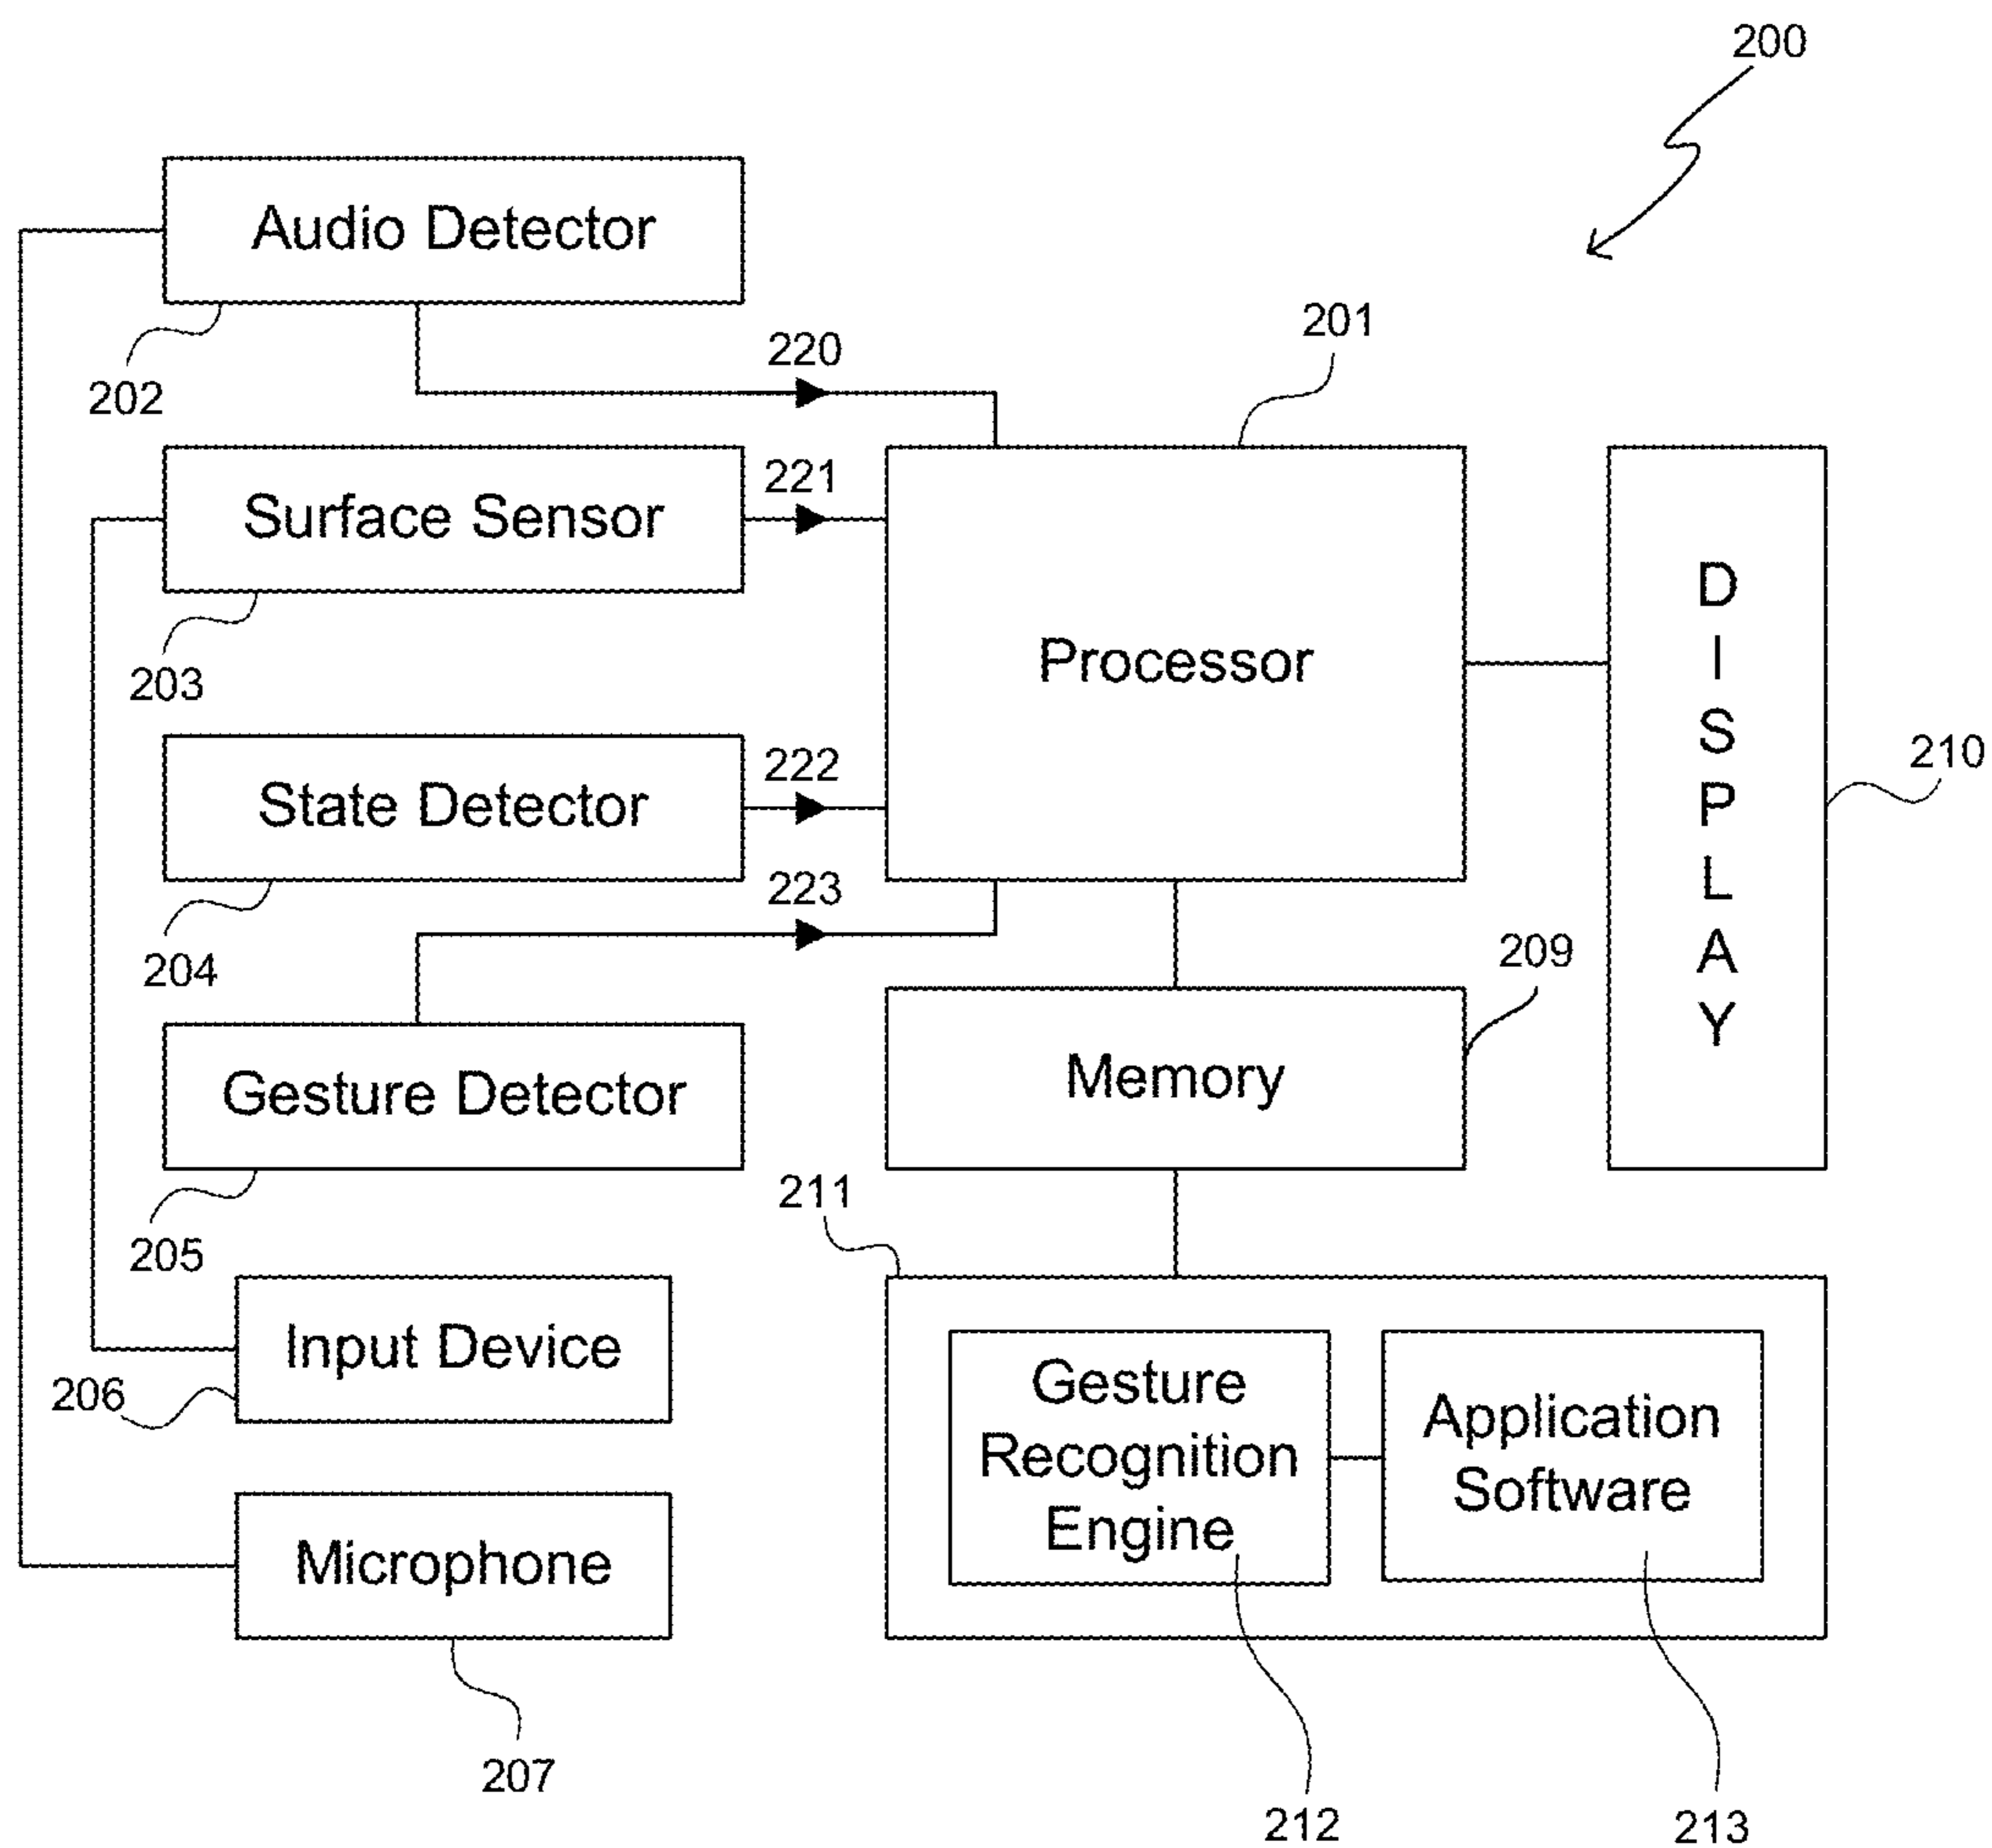 200
Audio Detector
202
220
201
Surface Sensor
203
221
Processor
D
I
S
P
L
A
Y
210
State Detector
204
222
223
Gesture Detector
205
Memory
209
211
Input Device
206
Gesture
Recognition
Engine
Application
Software
Microphone
207
212
213